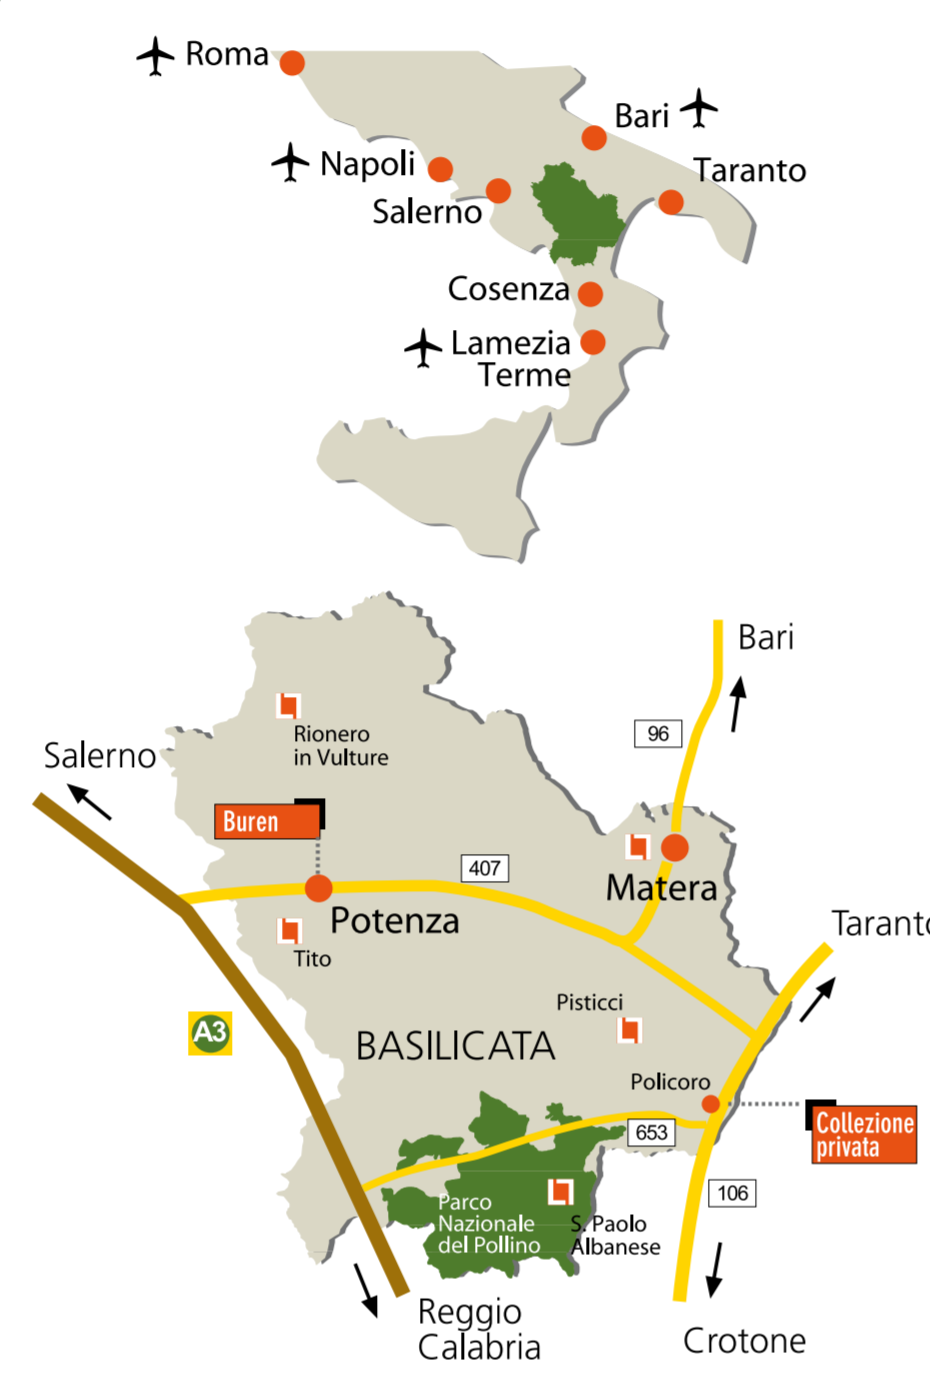 Roma
Bari
Napoli
Taranto
Salerno
Cosenza
Lamezia
Terme
Bari
Rionero
in Vulture
96
Salerno
Buren
407
Matera
Potenza
Taranto
Tito
Pisticci
A3
BASILICATA
Policoro
Collezione
privata
653
106
Parco
Nazionale
del Pollino
S. Paolo
Albanese
Reggio
Calabria
Crotone